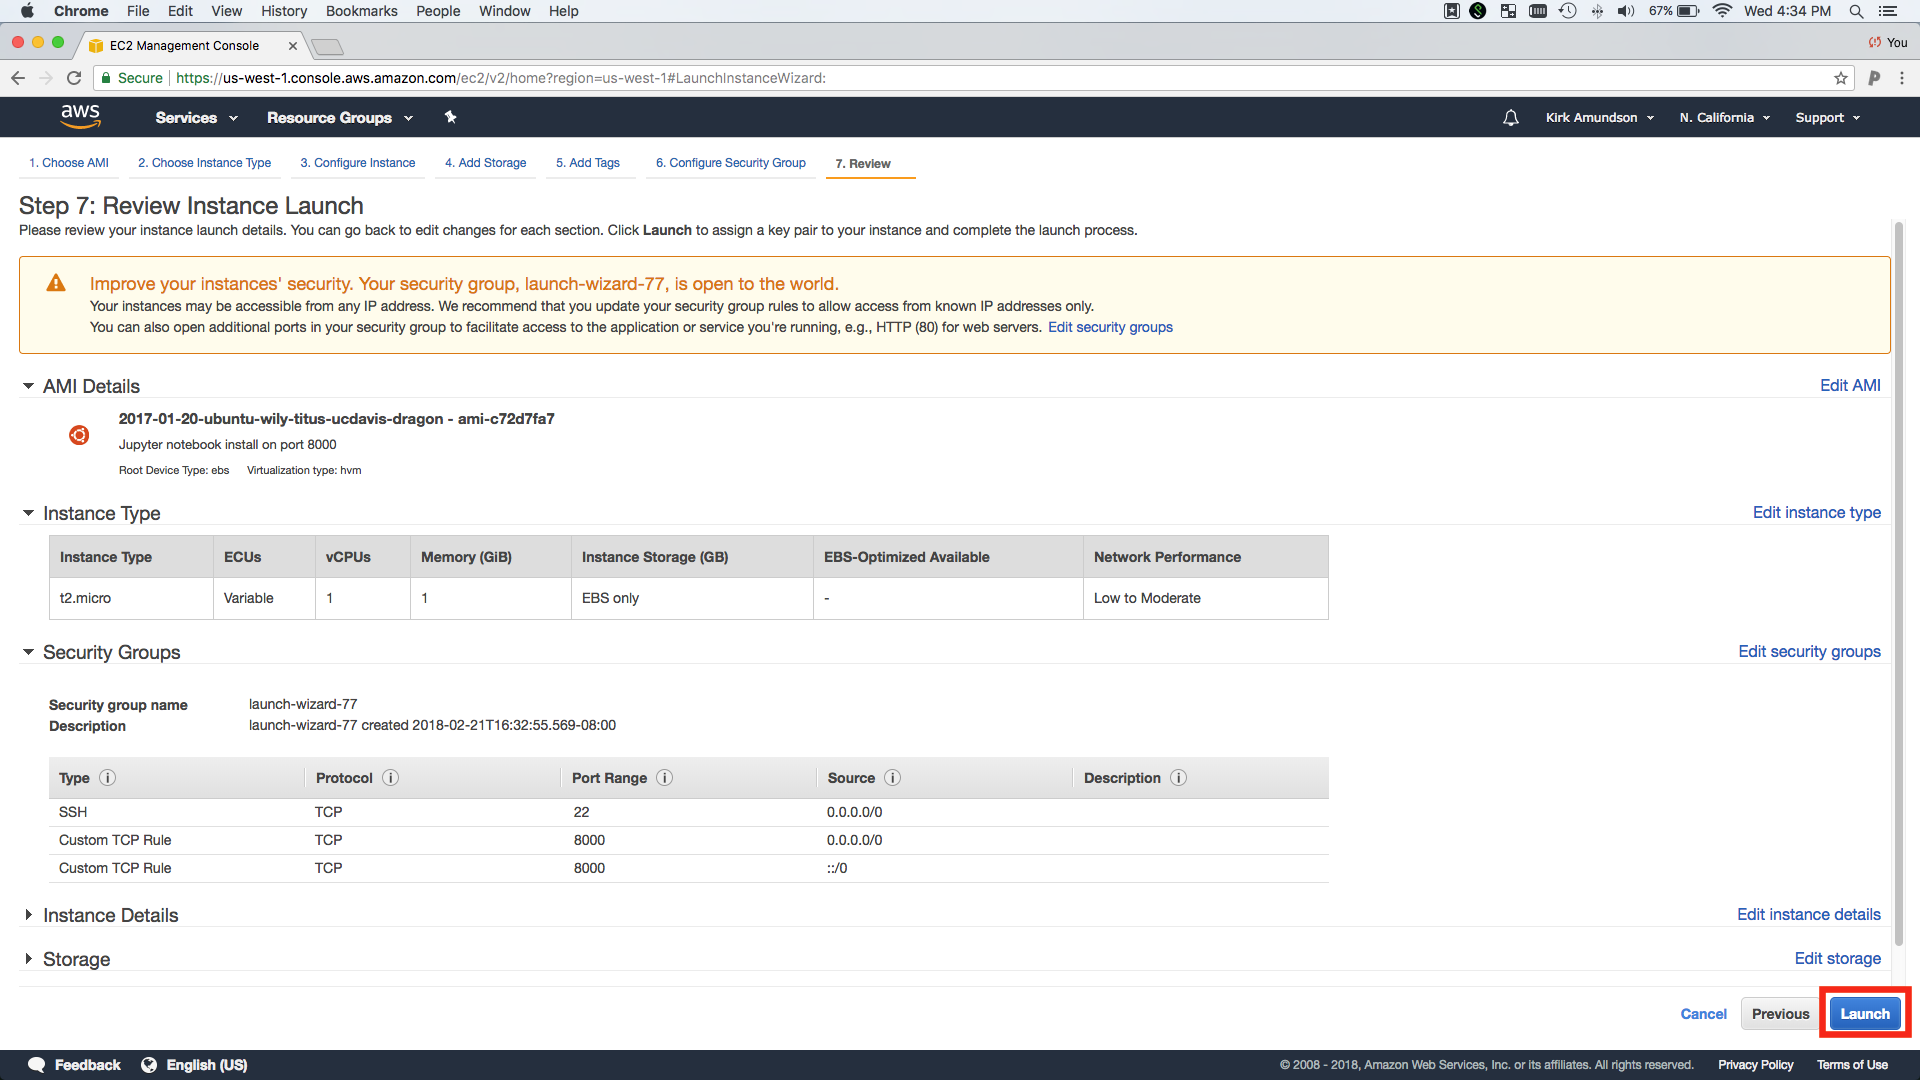 Chrome File Edit View History Bookmarks People Window Help 67% Wed 4:34 PM
EC2 Management Console You
Secure https://us-west-1.console.aws.amazon.com/ec2/v2/home?region=us-west-1#LaunchInstanceWizard:
aws Services Resource Groups Kirk Amundson N. California Support
1. Choose AMI 2. Choose Instance Type 3. Configure Instance 4. Add Storage 5. Add Tags 6. Configure Security Group 7. Review
Step 7: Review Instance Launch
Please review your instance launch details. You can go back to edit changes for each section. Click Launch to assign a key pair to your instance and complete the launch process.
Improve your instances' security. Your security group, launch-wizard-77, is open to the world.
Your instances may be accessible from any IP address. We recommend that you update your security group rules to allow access from known IP addresses only.
You can also open additional ports in your security group to facilitate access to the application or service you're running, e.g., HTTP (80) for web servers. Edit security groups
AMI Details Edit AMI
2017-01-20-ubuntu-wily-titus-ucdavis-dragon - ami-c72d7fa7
Jupyter notebook install on port 8000
Root Device Type: ebs Virtualization type: hvm
Instance Type Edit instance type
Instance Type ECUs vCPUs Memory (GiB) Instance Storage (GB) EBS-Optimized Available Network Performance
t2.micro Variable 1 1 EBS only - Low to Moderate
Security Groups Edit security groups
Security group name launch-wizard-77
Description launch-wizard-77 created 2018-02-21T16:32:55.569-08:00
Type Protocol Port Range Source Description
SSH TCP 22 0.0.0.0/0
Custom TCP Rule TCP 8000 0.0.0.0/0
Custom TCP Rule TCP 8000 ::/0
Instance Details Edit instance details
Storage Edit storage
Cancel Previous Launch
Feedback English (US) © 2008 - 2018, Amazon Web Services, Inc. or its affiliates. All rights reserved. Privacy Policy Terms of Use